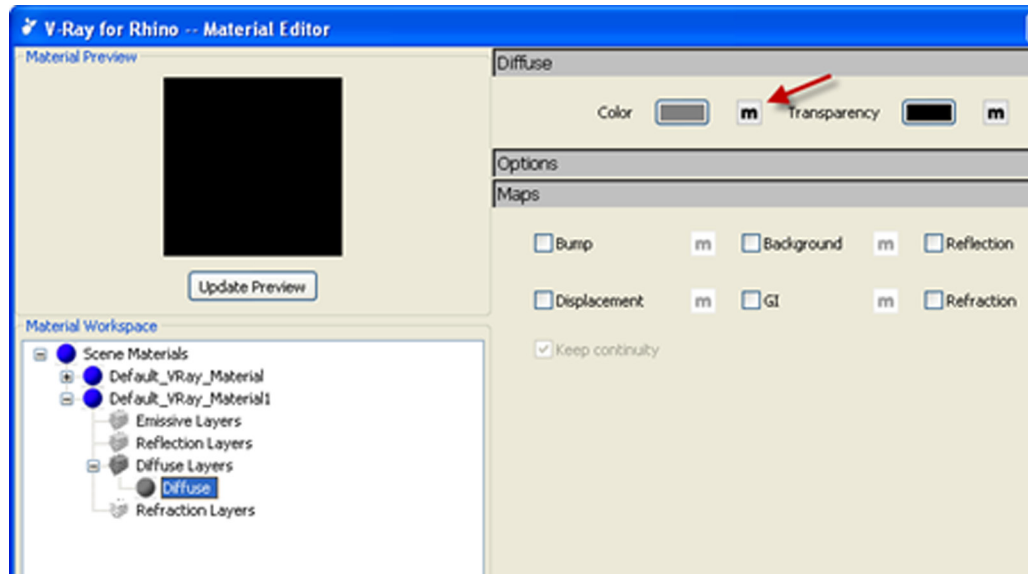 V-Ray for Rhino -- Material Editor
Material Preview
Update Preview
Material Workspace
Scene Materials
Default_VRay_Material
Default_VRay_Material1
Emissive Layers
Reflection Layers
Diffuse Layers
Diffuse
Refraction Layers
Diffuse
Color m Transparency m
Options
Maps
Bump m Background m Reflection
Displacement m GI m Refraction
Keep continuity